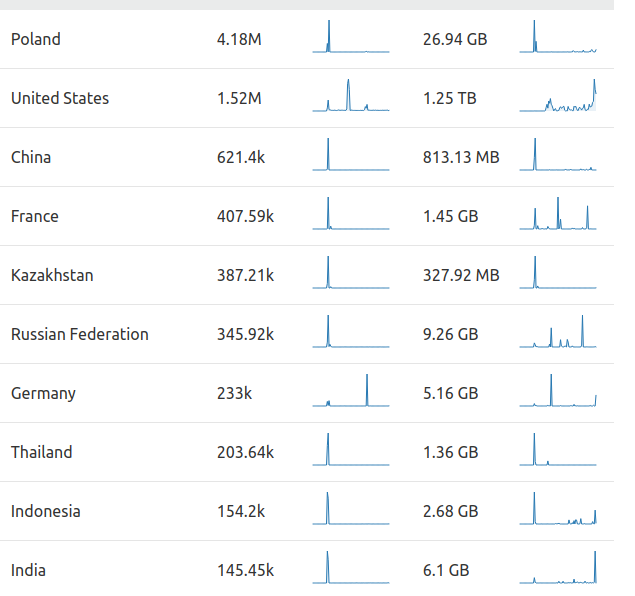 Poland 4.18M 26.94 GB
United States 1.52M 1.25 TB
China 621.4k 813.13 MB
France 407.59k 1.45 GB
Kazakhstan 387.21k 327.92 MB
Russian Federation 345.92k 9.26 GB
Germany 233k 5.16 GB
Thailand 203.64k 1.36 GB
Indonesia 154.2k 2.68 GB
India 145.45k 6.1 GB